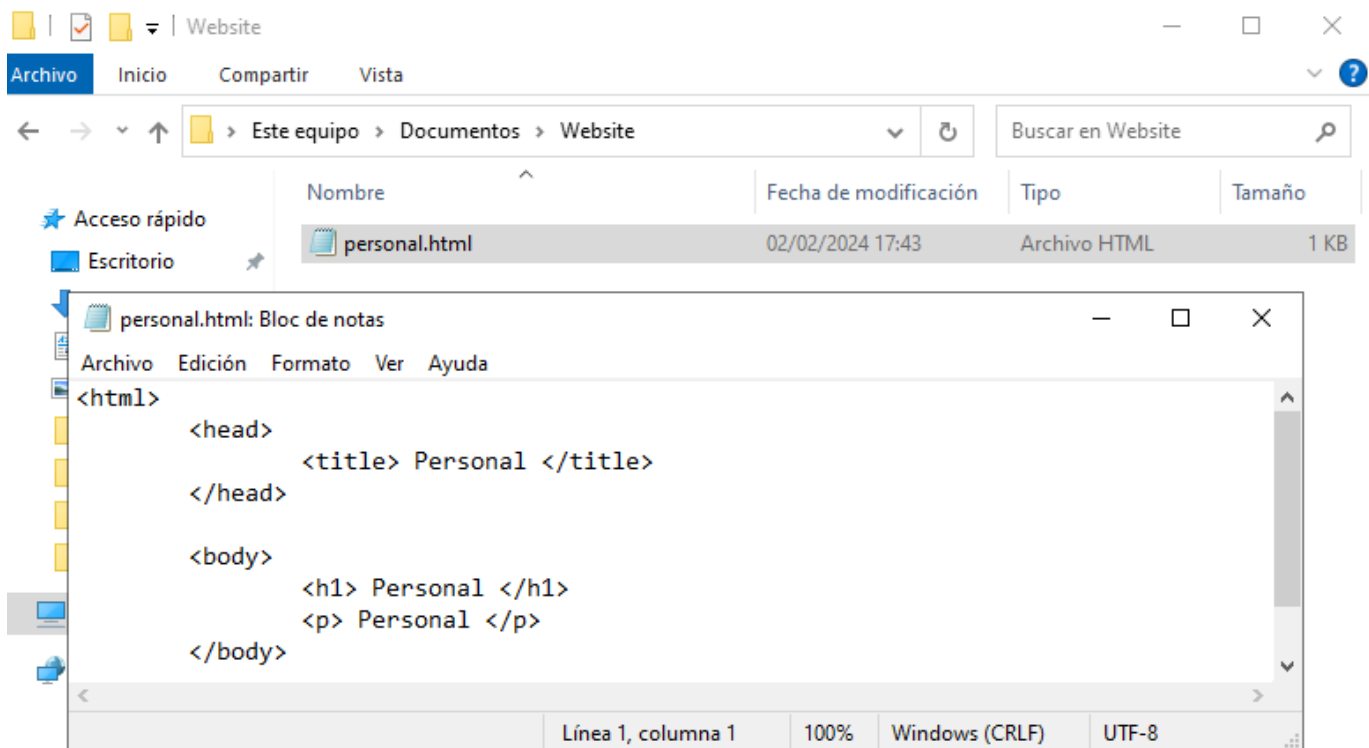 Website
Archivo Inicio Compartir Vista
Este equipo > Documentos > Website Buscar en Website
Nombre Fecha de modificación Tipo Tamaño
Acceso rápido
personal.html 02/02/2024 17:43 Archivo HTML 1 KB
Escritorio
personal.html: Bloc de notas
Archivo Edición Formato Ver Ayuda
<html>
<head>
<title> Personal </title>
</head>
<body>
<h1> Personal </h1>
<p> Personal </p>
</body>
Línea 1, columna 1 100% Windows (CRLF) UTF-8